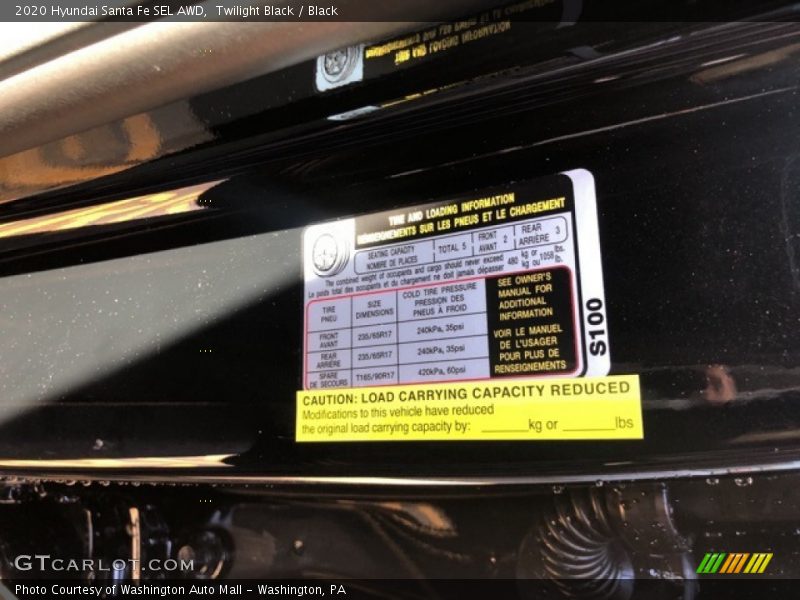 2020 Hyundai Santa Fe SEL AWD, Twilight Black / Black
TIRE AND LOADING INFORMATION
RENSEIGNEMENTS SUR LES PNEUS ET LE CHARGEMENT
SEATING CAPACITY
NOMBRE DE PLACES
TOTAL 5
FRONT
AVANT 2
REAR
ARRIÈRE 3
The combined weight of occupants and cargo should never exceed 480 kg or 1058 lbs.
Le poids total des occupants et du chargement ne doit jamais dépasser kg ou lb.
TIRE
PNEU
SIZE
DIMENSIONS
COLD TIRE PRESSURE
PRESSION DES
PNEUS À FROID
FRONT
AVANT
235/65R17
240kPa, 35psi
REAR
ARRIÈRE
235/65R17
240kPa, 35psi
SPARE
DE SECOURS
T165/90R17
420kPa, 60psi
SEE OWNER'S
MANUAL FOR
ADDITIONAL
INFORMATION
VOIR LE MANUEL
DE L'USAGER
POUR PLUS DE
RENSEIGNEMENTS
S100
CAUTION: LOAD CARRYING CAPACITY REDUCED
Modifications to this vehicle have reduced
the original load carrying capacity by: ______kg or ______lbs
GTCARLOT.COM
Photo Courtesy of Washington Auto Mall - Washington, PA